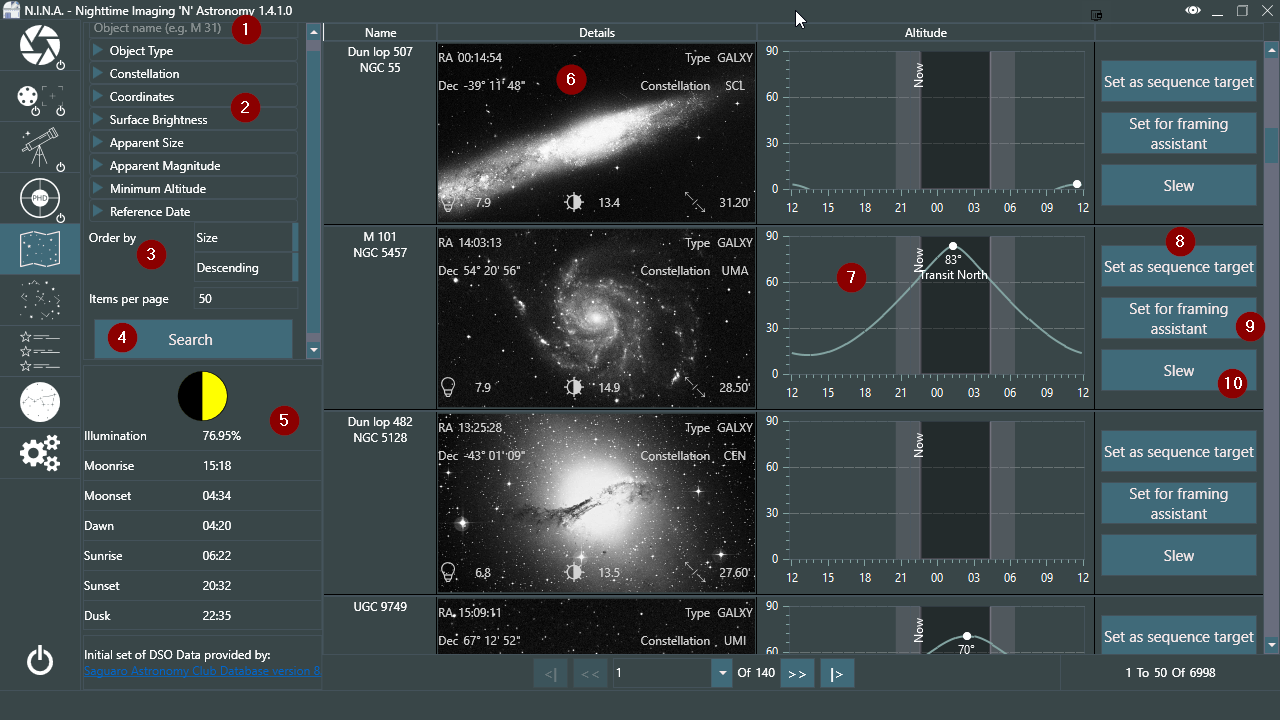 N.I.N.A. - Nighttime Imaging 'N' Astronomy 1.4.1.0
Object name (e.g. M 31)
1
Object Type
Constellation
Coordinates
2
Surface Brightness
Apparent Size
Apparent Magnitude
Minimum Altitude
Reference Date
Order by
3
Size
Descending
Items per page 50
4
Search
5
Illumination 76.95%
Moonrise 15:18
Moonset 04:34
Dawn 04:20
Sunrise 06:22
Sunset 20:32
Dusk 22:35
Initial set of DSO Data provided by:
Saguaro Astronomy Club Database version 8
PHD
Name Details Altitude
Dun lop 507
NGC 55
RA 00:14:54 Type GALXY
Dec -39° 11' 48" Constellation SCL
6
7.9 13.4 31.20'
90
60
30
0
Now
12 15 18 21 00 03 06 09 12
Set as sequence target
Set for framing
assistant
Slew
M 101
NGC 5457
RA 14:03:13 Type GALXY
Dec 54° 20' 56" Constellation UMA
7.9 14.9 28.50'
90
60
30
0
7
Now
83°
Transit North
12 15 18 21 00 03 06 09 12
8
Set as sequence target
Set for framing
assistant
9
Slew
10
Dun lop 482
NGC 5128
RA 13:25:28 Type GALXY
Dec -43° 01' 09" Constellation CEN
6.8 13.5 27.60'
90
60
30
0
Now
12 15 18 21 00 03 06 09 12
Set as sequence target
Set for framing
assistant
Slew
UGC 9749
RA 15:09:11 Type GALXY
Dec 67° 12' 52" Constellation UMI
90
60
Now
70°
Set as sequence target
<| << 1 Of 140 >> |>
1 To 50 Of 6998